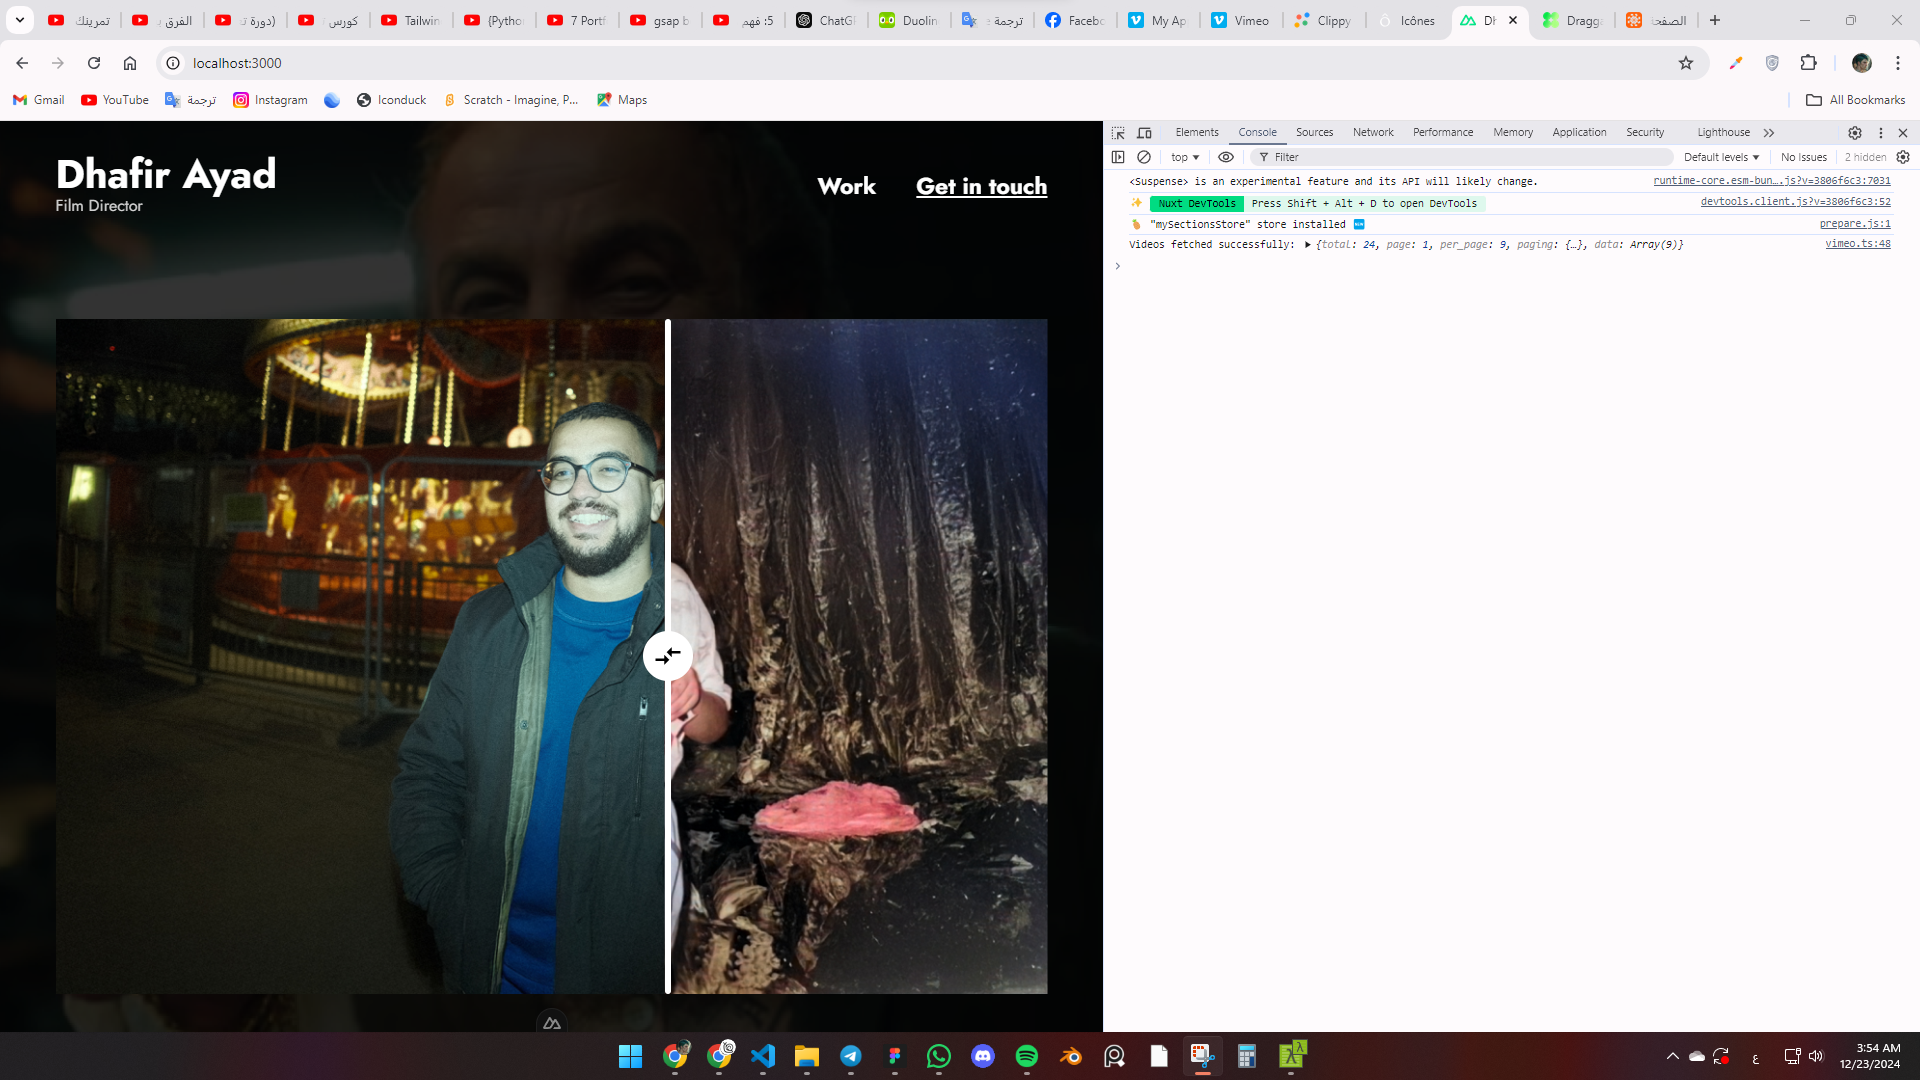 تمرينك
الفرق ب
(دورة تع
كورس
Tailwin
(Pytho
7 Portf
gsap b
5: فهم
ChatG
Duolin
ترجمة
Facebo
My Ap
Vimeo
Clippy
Icônes
Dh
Dragga
الصفحة
localhost:3000
Gmail
YouTube
ترجمة
Instagram
Iconduck
Scratch - Imagine, P...
Maps
All Bookmarks
Dhafir Ayad
Film Director
Work
Get in touch
Elements
Console
Sources
Network
Performance
Memory
Application
Security
Lighthouse
top
Filter
Default levels
No Issues
2 hidden
<Suspense> is an experimental feature and its API will likely change.
runtime-core.esm-bun….js?v=3806f6c3:7031
Nuxt DevTools Press Shift + Alt + D to open DevTools
devtools.client.js?v=3806f6c3:52
"mySectionsStore" store installed
prepare.js:1
Videos fetched successfully: {total: 24, page: 1, per_page: 9, paging: {…}, data: Array(9)}
vimeo.ts:48
ع
3:54 AM
12/23/2024